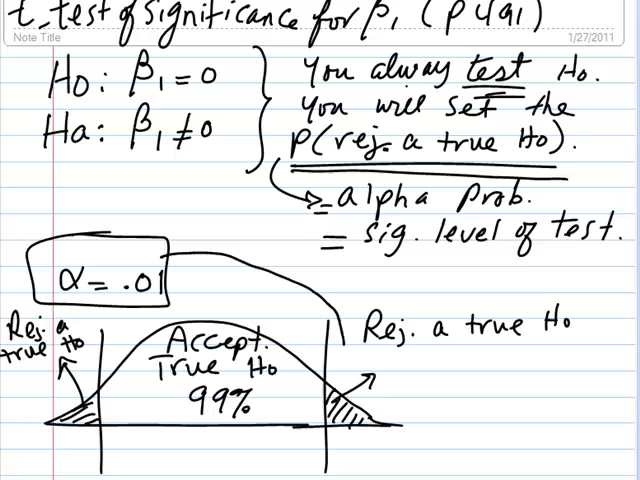 t-test of significance for β₁ (P491)
Note Title
1/27/2011
Ho: β₁ = 0
Ha: β₁ ≠ 0
You alway test Ho.
You will set the
P(rej. a true Ho).
= alpha prob.
= sig. level of test.
α = .01
Rej. a
true Ho
Accept.
True Ho
99%
Rej. a true Ho